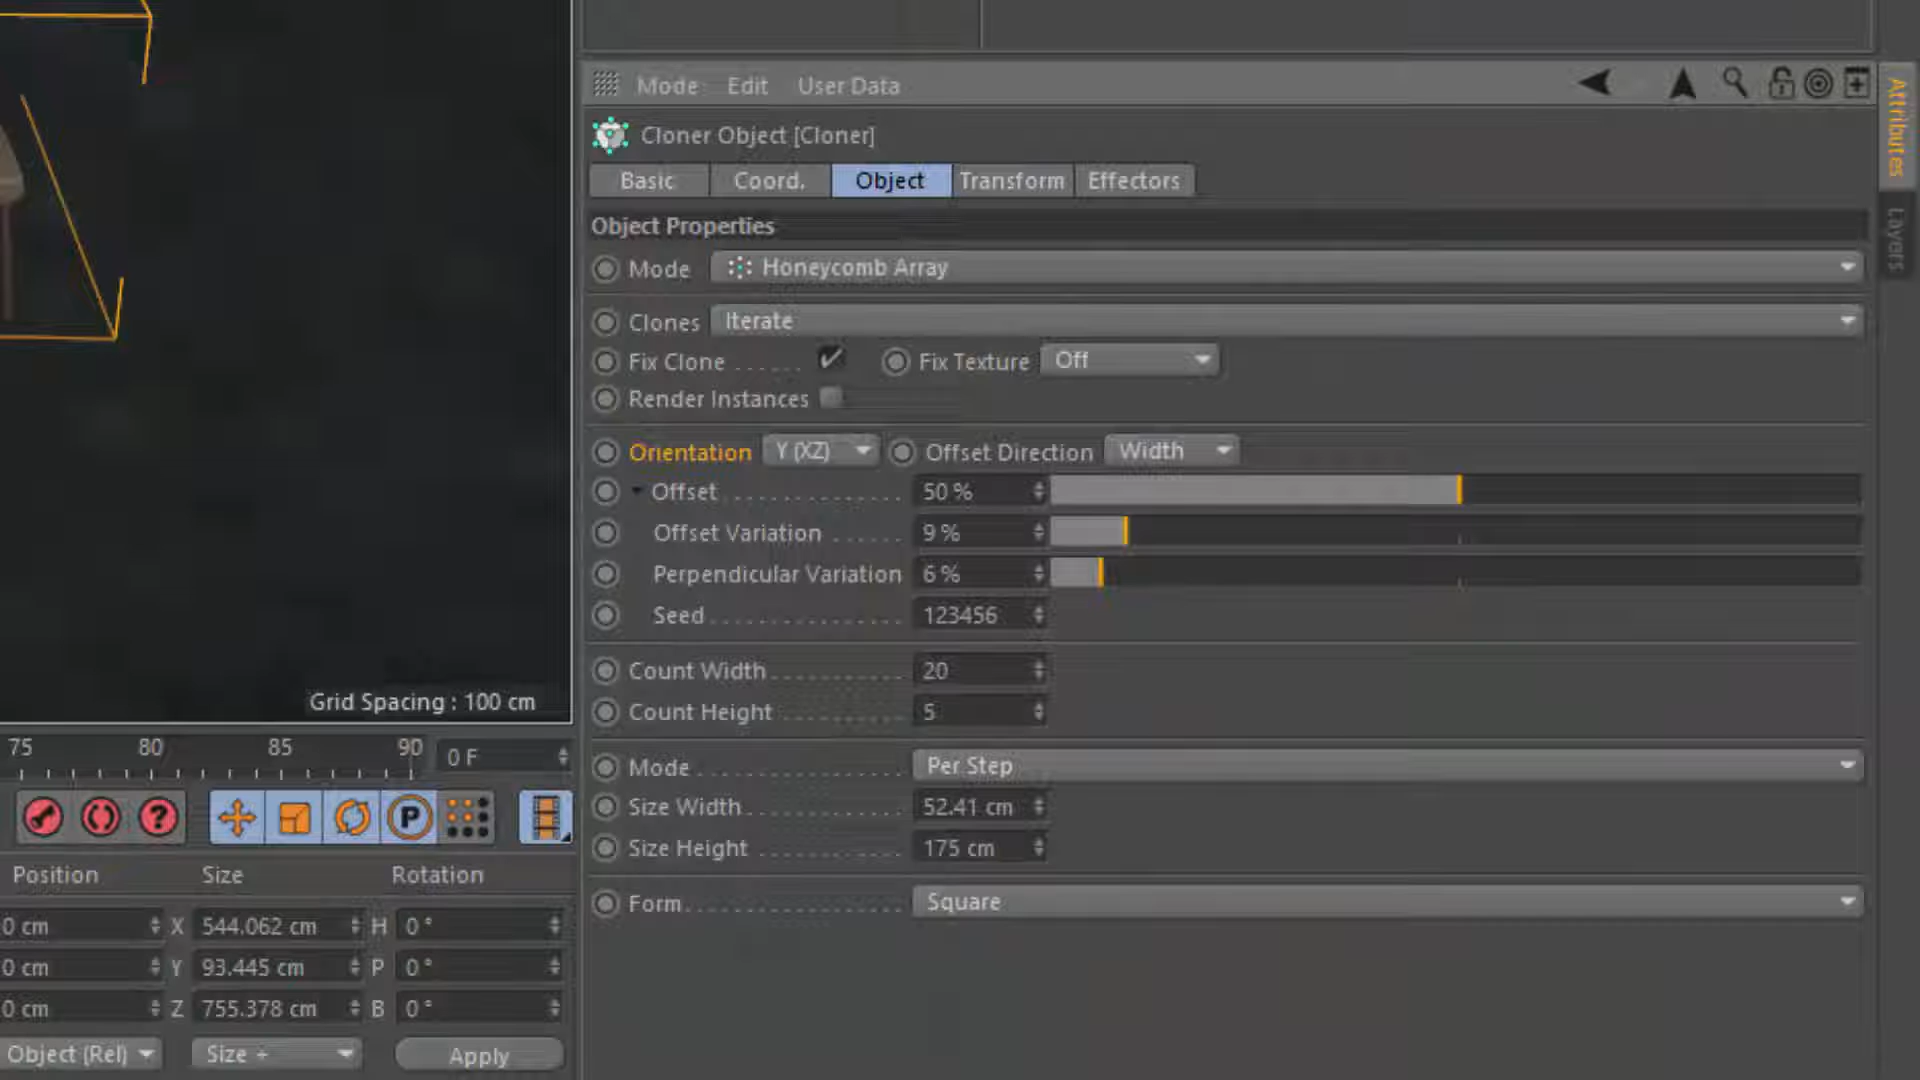 Mode Edit User Data
Attributes
Layers
Cloner Object [Cloner]
Basic Coord. Object Transform Effectors
Object Properties
Mode Honeycomb Array
Clones Iterate
Fix Clone Fix Texture Off
Render Instances
Orientation Y (XZ) Offset Direction Width
Offset 50 %
Offset Variation 9 %
Perpendicular Variation 6 %
Seed 123456
Count Width 20
Count Height 5
Mode Per Step
Size Width 52.41 cm
Size Height 175 cm
Form Square
Grid Spacing : 100 cm
75 80 85 90 0 F
P
Position Size Rotation
0 cm X 544.062 cm H 0 °
0 cm Y 93.445 cm P 0 °
0 cm Z 755.378 cm B 0 °
Object (Rel) Size + Apply